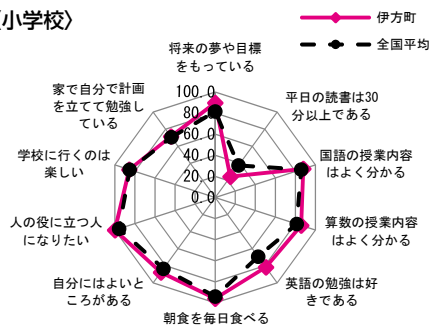 〈小学校〉
伊方町
全国平均
将来の夢や目標
をもっている
平日の読書は30
分以上である
国語の授業内容
はよく分かる
算数の授業内容
はよく分かる
英語の勉強は好
きである
朝食を毎日食べる
自分にはよいと
ころがある
人の役に立つ人
になりたい
学校に行くのは
楽しい
家で自分で計画
を立てて勉強し
ている
100.0
80.0
60.0
40.0
20.0
0.0